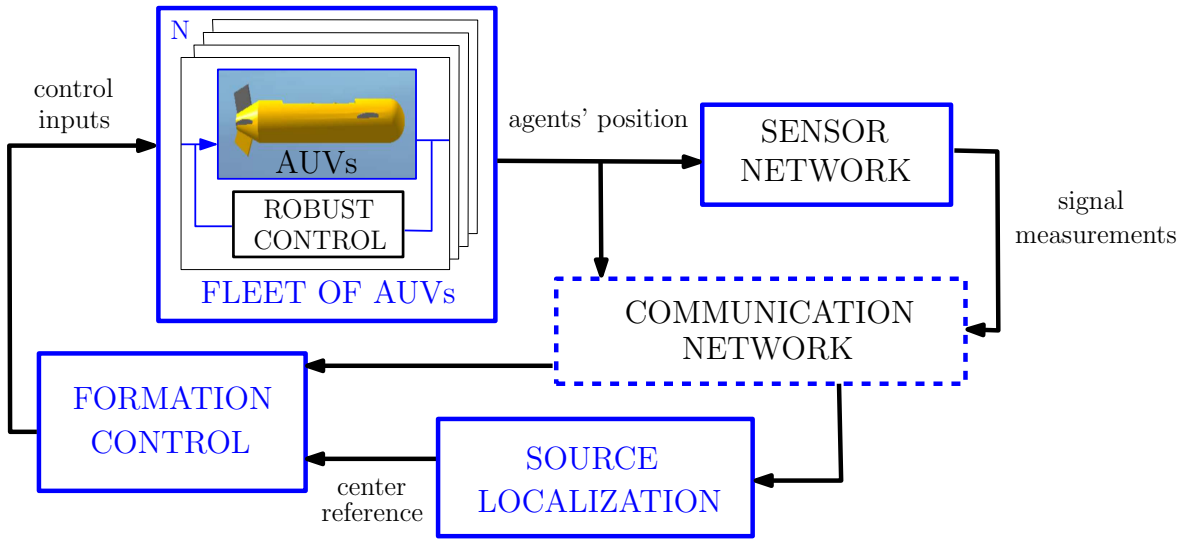 N
control
inputs
AUVs
ROBUST
CONTROL
FLEET OF AUVs
agents' position
SENSOR
NETWORK
signal
measurements
COMMUNICATION
NETWORK
FORMATION
CONTROL
center
reference
SOURCE
LOCALIZATION